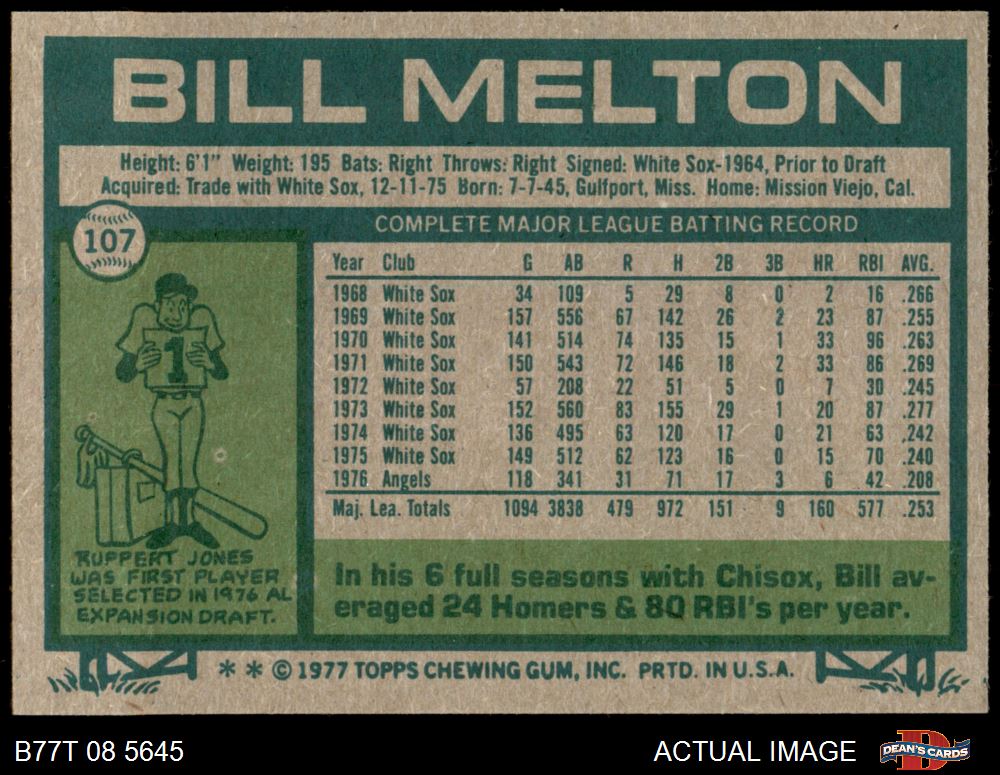 BILL MELTON
Height: 6'1" Weight: 195 Bats: Right Throws: Right Signed: White Sox-1964, Prior to Draft
Acquired: Trade with White Sox, 12-11-75 Born: 7-7-45, Gulfport, Miss. Home: Mission Viejo, Cal.
107
COMPLETE MAJOR LEAGUE BATTING RECORD
Year Club G AB R H 2B 3B HR RBI AVG.
1968 White Sox 34 109 5 29 8 0 2 16 .266
1969 White Sox 157 556 67 142 26 2 23 87 .255
1970 White Sox 141 514 74 135 15 1 33 96 .263
1971 White Sox 150 543 72 146 18 2 33 86 .269
1972 White Sox 57 208 22 51 5 0 7 30 .245
1973 White Sox 152 560 83 155 29 1 20 87 .277
1974 White Sox 136 495 63 120 17 0 21 63 .242
1975 White Sox 149 512 62 123 16 0 15 70 .240
1976 Angels 118 341 31 71 17 3 6 42 .208
Maj. Lea. Totals 1094 3838 479 972 151 9 160 577 .253
1
RUPPERT JONES
WAS FIRST PLAYER
SELECTED IN 1976 AL
EXPANSION DRAFT.
In his 6 full seasons with Chisox, Bill av-
eraged 24 Homers & 80 RBI's per year.
* * © 1977 TOPPS CHEWING GUM, INC. PRTD. IN U.S.A.
B77T 08 5645
ACTUAL IMAGE
D
DEAN'S CARDS